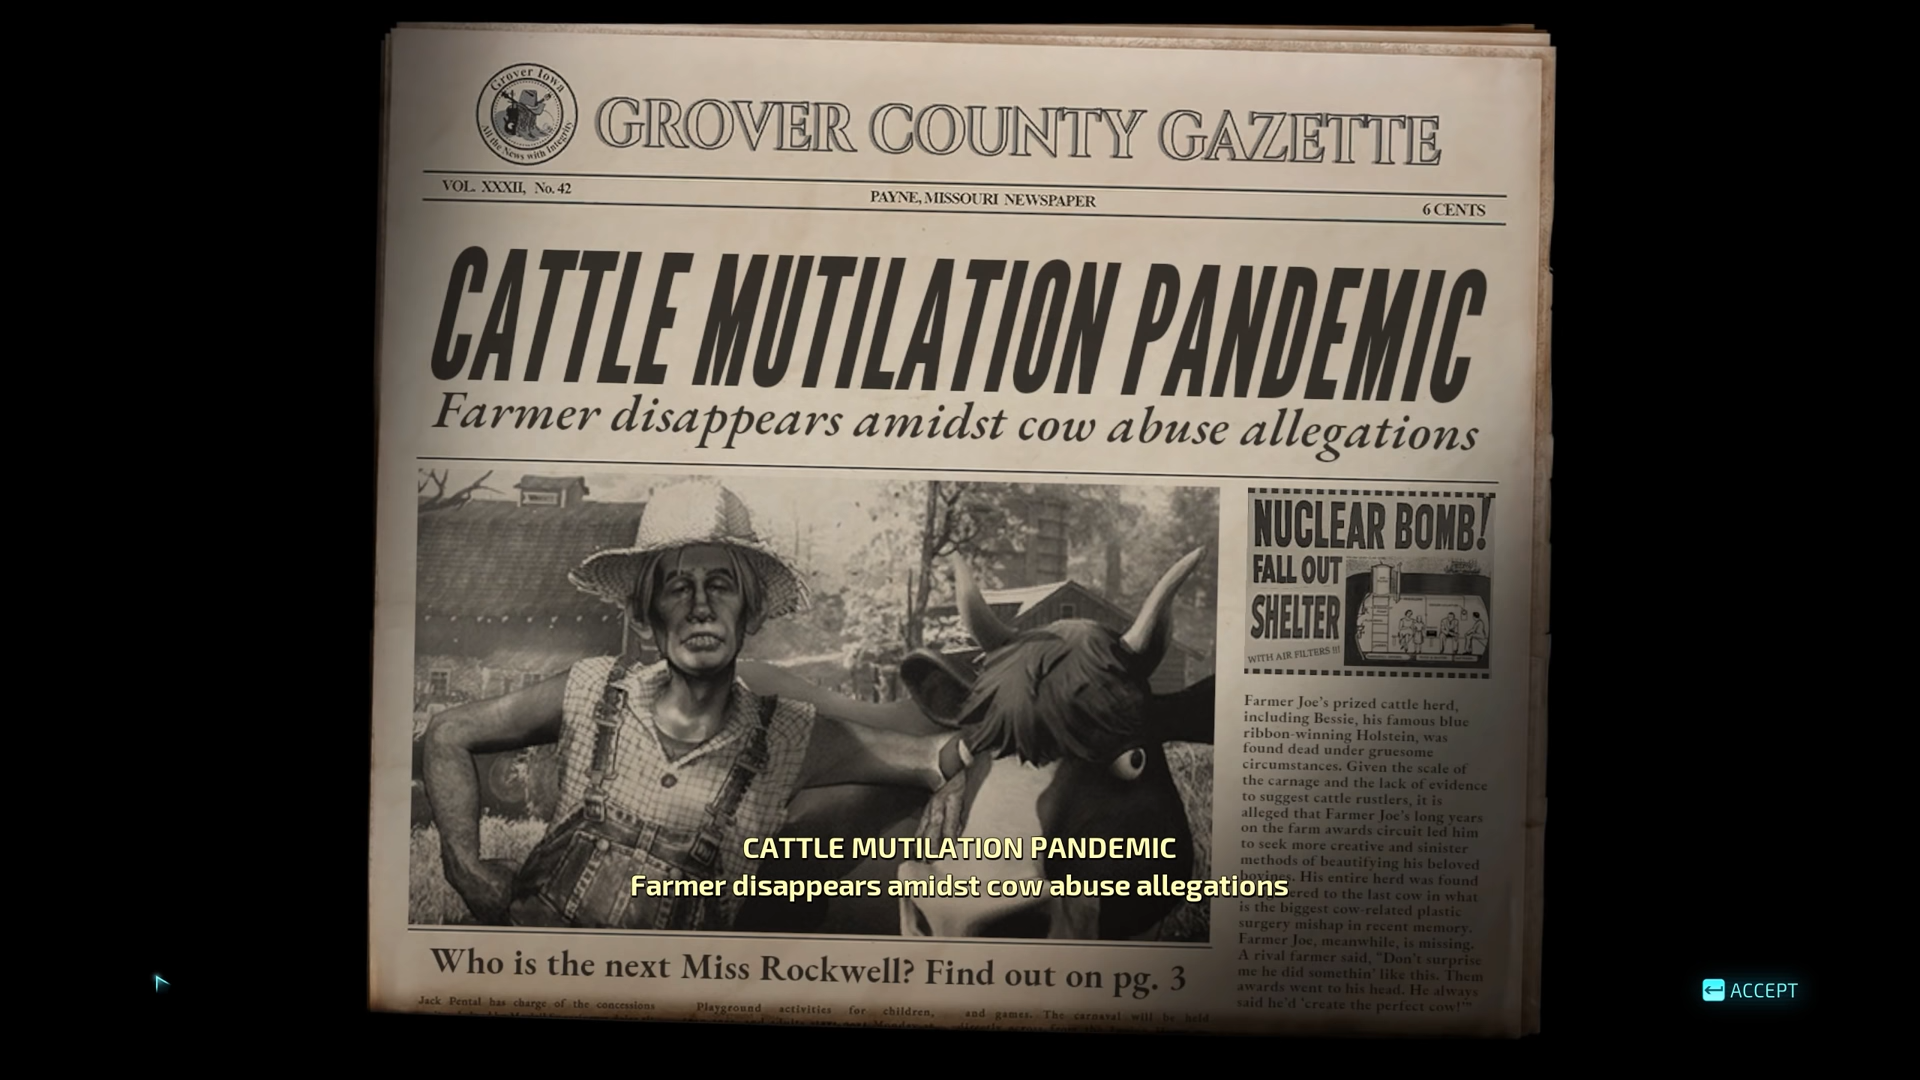 Grover Iown
All the News with Integrity
GROVER COUNTY GAZETTE
VOL. XXXII, No. 42
PAYNE, MISSOURI NEWSPAPER
6 CENTS
CATTLE MUTILATION PANDEMIC
Farmer disappears amidst cow abuse allegations
NUCLEAR BOMB!
FALL OUT
SHELTER
WITH AIR FILTERS !!!
Farmer Joe's prized cattle herd,
including Bessie, his famous blue
ribbon-winning Holstein, was
found dead under gruesome
circumstances. Given the scale of
the carnage and the lack of evidence
to suggest cattle rustlers, it is
alleged that Farmer Joe's long years
on the farm awards circuit led him
to seek more creative and sinister
methods of beautifying his beloved
bovines. His entire herd was found
to the last cow in what
is the biggest cow-related plastic
surgery mishap in recent memory.
Farmer Joe, meanwhile, is missing.
A rival farmer said, "Don't surprise
me he did somethin' like this. Them
awards went to his head. He always
said he'd 'create the perfect cow!'"
CATTLE MUTILATION PANDEMIC
Farmer disappears amidst cow abuse allegations
Who is the next Miss Rockwell? Find out on pg. 3
Jack Pental has charge of the concessions
Playground activities for children,
and games. The carnaval will be held
ACCEPT